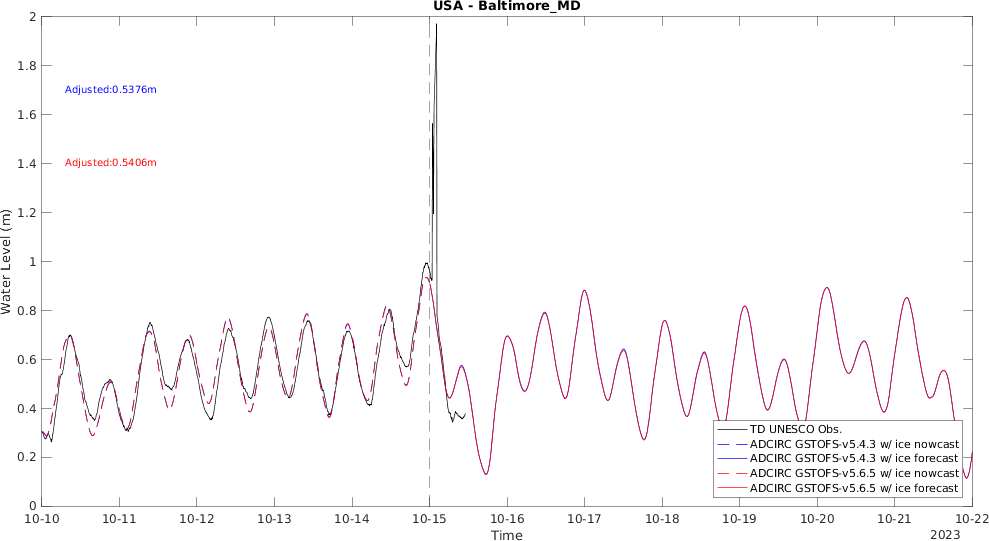 USA - Baltimore_MD
2
1.8
1.6
1.4
1.2
1
0.8
0.6
0.4
0.2
0
Water Level (m)
Adjusted:0.5376m
Adjusted:0.5406m
TD UNESCO Obs.
ADCIRC GSTOFS-v5.4.3 w/ ice nowcast
ADCIRC GSTOFS-v5.4.3 w/ ice forecast
ADCIRC GSTOFS-v5.6.5 w/ ice nowcast
ADCIRC GSTOFS-v5.6.5 w/ ice forecast
10-10 10-11 10-12 10-13 10-14 10-15 10-16 10-17 10-18 10-19 10-20 10-21 10-22
Time
2023